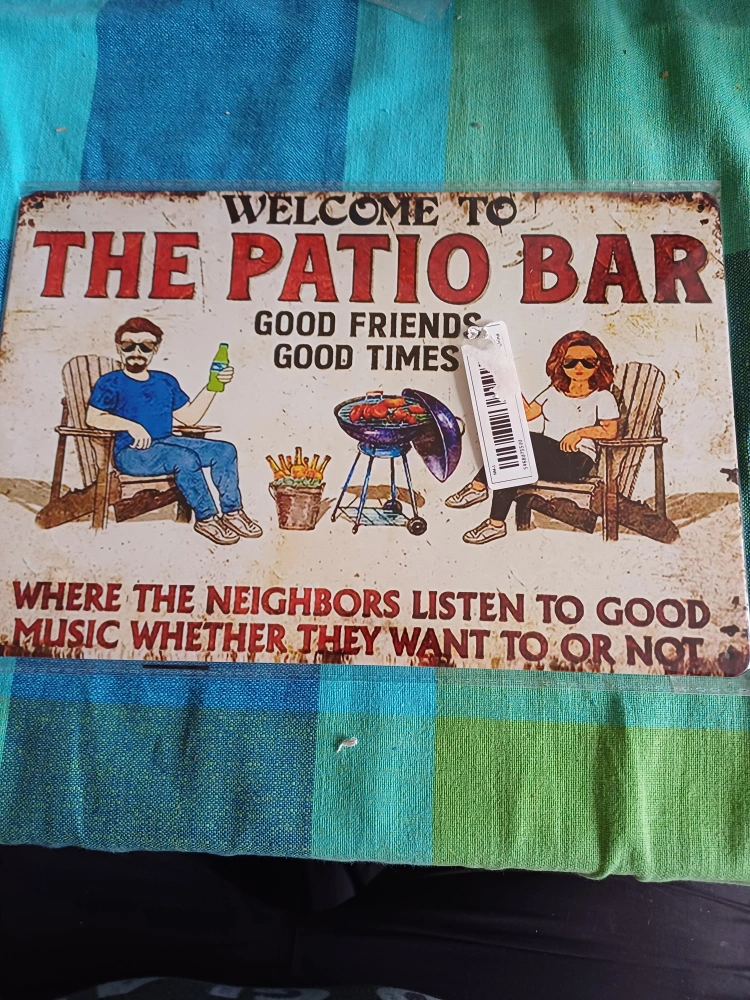 WELCOME TO
THE PATIO BAR
GOOD FRIENDS
GOOD TIMES
WHERE THE NEIGHBORS LISTEN TO GOOD
MUSIC WHETHER THEY WANT TO OR NOT